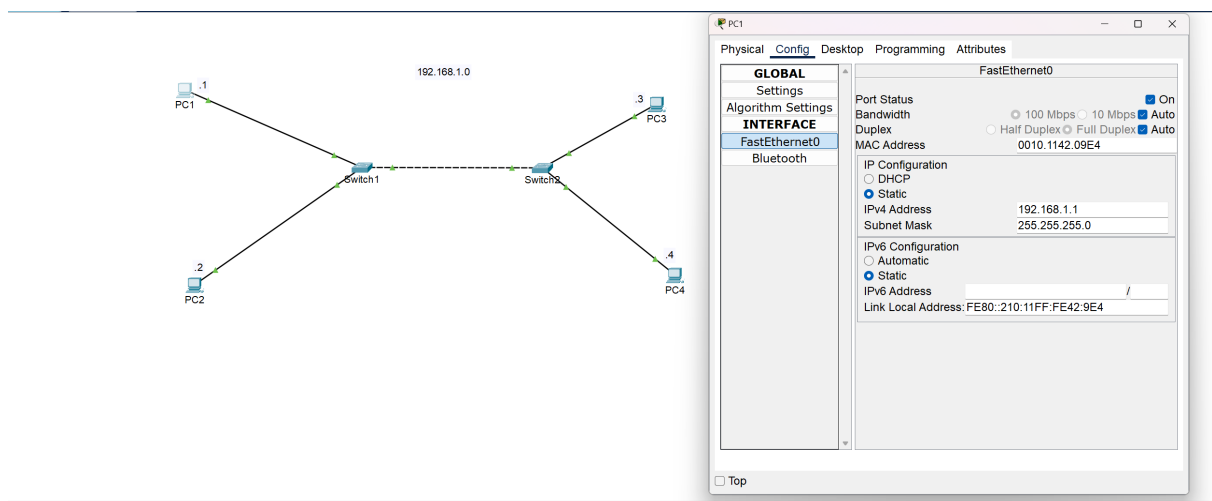 192.168.1.0
.1
PC1
.3
PC3
Switch1
Switch2
.2
PC2
.4
PC4
PC1
Physical Config Desktop Programming Attributes
GLOBAL
Settings
Algorithm Settings
INTERFACE
FastEthernet0
Bluetooth
FastEthernet0
Port Status On
Bandwidth 100 Mbps 10 Mbps Auto
Duplex Half Duplex Full Duplex Auto
MAC Address 0010.1142.09E4
IP Configuration
DHCP
Static
IPv4 Address 192.168.1.1
Subnet Mask 255.255.255.0
IPv6 Configuration
Automatic
Static
IPv6 Address /
Link Local Address: FE80::210:11FF:FE42:9E4
Top